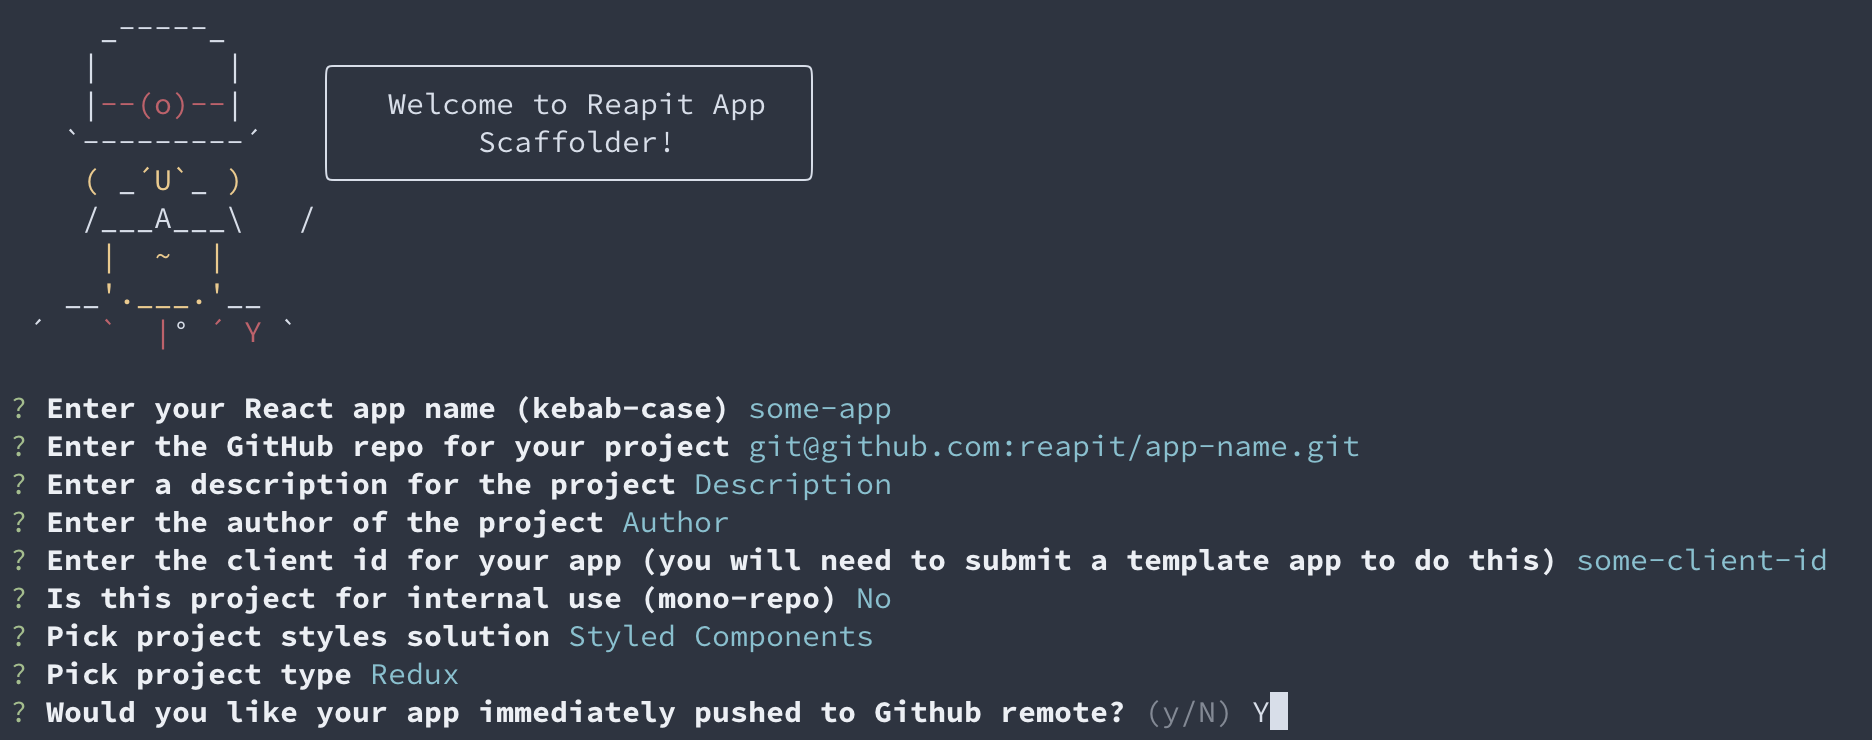 _-----_
    |       |
    |--(o)--|
   `---------´
    ( _´U`_ )
    /___A___\   /
     |  ~  |
   __'.___.'__
 ´   `  |° ´ Y `
Welcome to Reapit App
Scaffolder!
? Enter your React app name (kebab-case) some-app
? Enter the GitHub repo for your project git@github.com:reapit/app-name.git
? Enter a description for the project Description
? Enter the author of the project Author
? Enter the client id for your app (you will need to submit a template app to do this) some-client-id
? Is this project for internal use (mono-repo) No
? Pick project styles solution Styled Components
? Pick project type Redux
? Would you like your app immediately pushed to Github remote? (y/N) Y